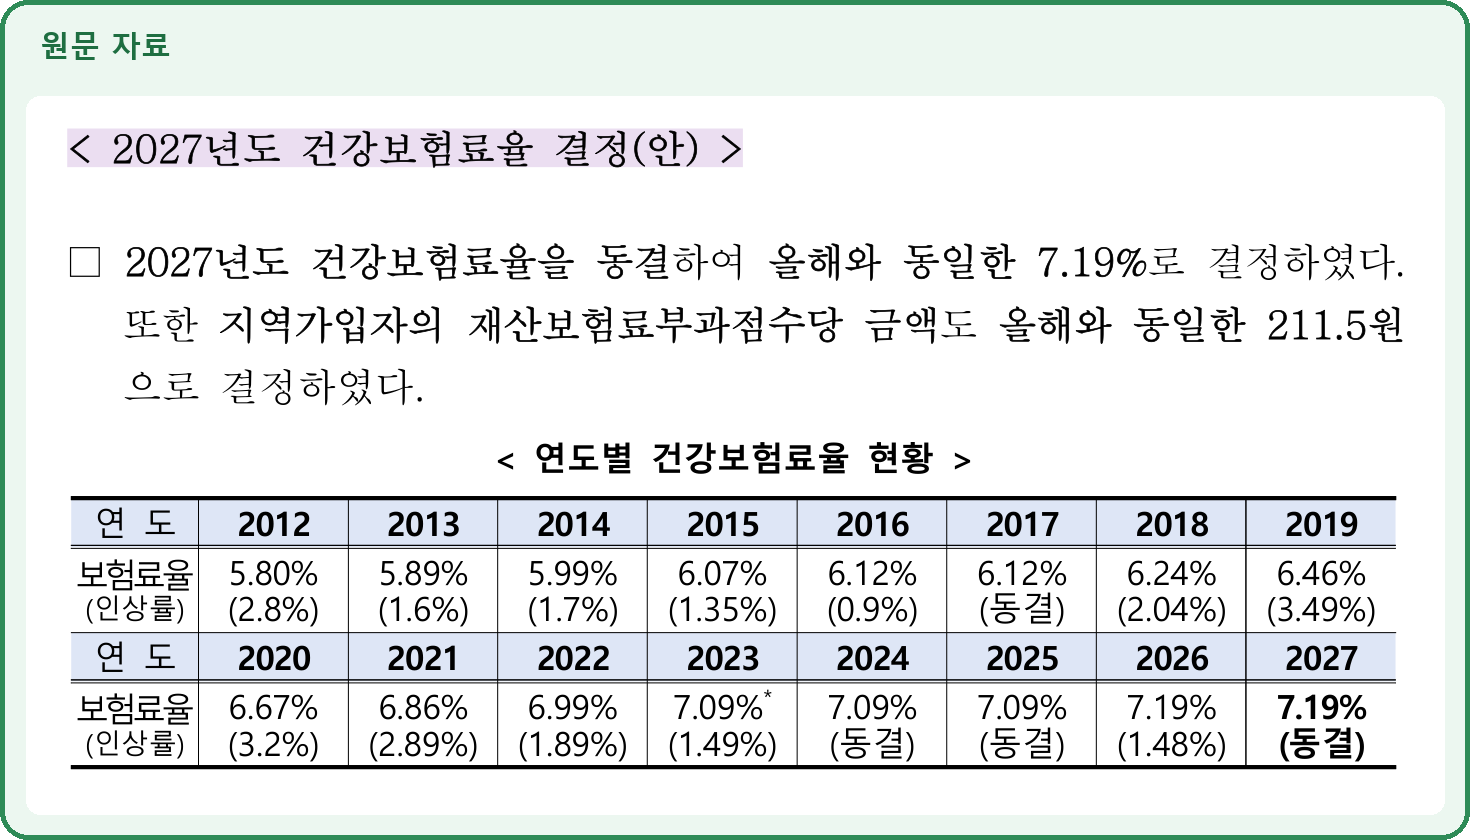 원문 자료
< 2027년도 건강보험료율 결정(안) >
□ 2027년도 건강보험료율을 동결하여 올해와 동일한 7.19%로 결정하였다.
또한 지역가입자의 재산보험료부과점수당 금액도 올해와 동일한 211.5원
으로 결정하였다.
< 연도별 건강보험료율 현황 >
연 도 2012 2013 2014 2015 2016 2017 2018 2019
보험료율 5.80% 5.89% 5.99% 6.07% 6.12% 6.12% 6.24% 6.46%
(인상률) (2.8%) (1.6%) (1.7%) (1.35%) (0.9%) (동결) (2.04%) (3.49%)
연 도 2020 2021 2022 2023 2024 2025 2026 2027
보험료율 6.67% 6.86% 6.99% 7.09%* 7.09% 7.09% 7.19% 7.19%
(인상률) (3.2%) (2.89%) (1.89%) (1.49%) (동결) (동결) (1.48%) (동결)